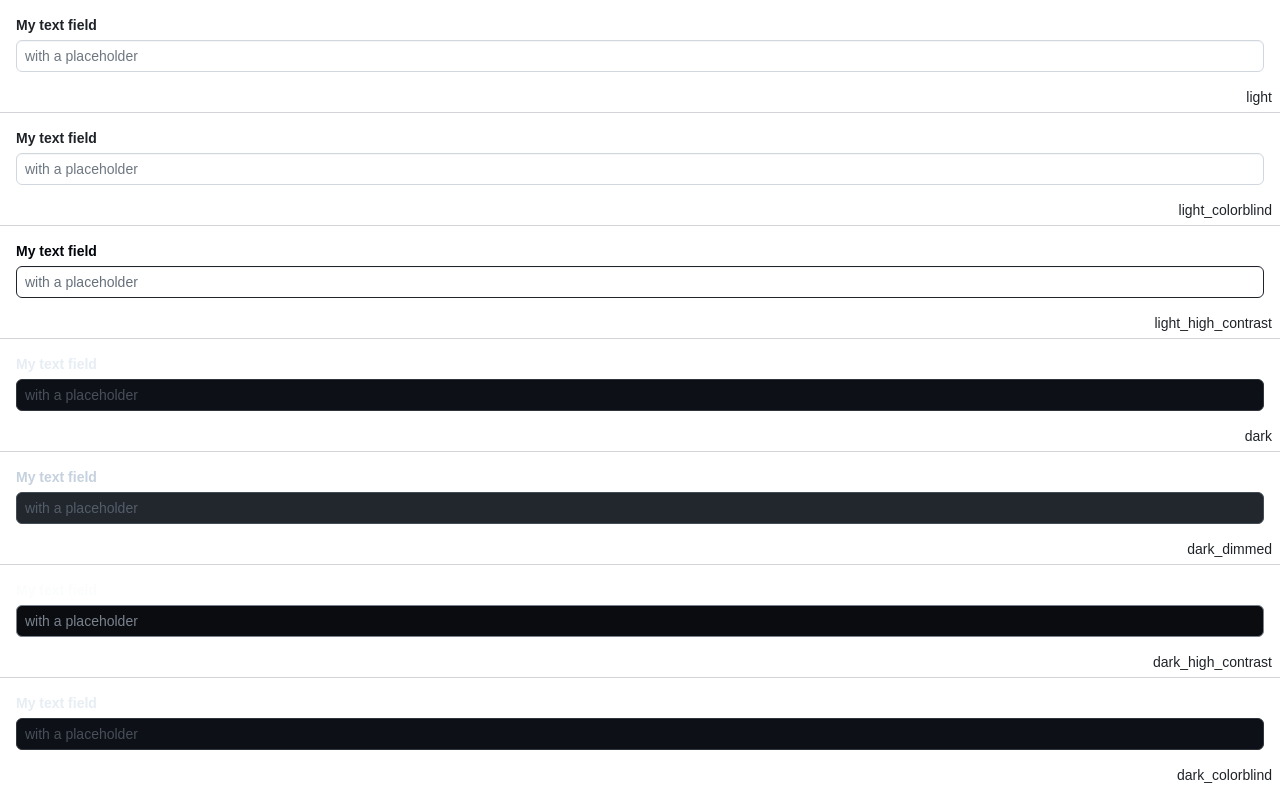 My text field
with a placeholder
light
My text field
with a placeholder
light_colorblind
My text field
with a placeholder
light_high_contrast
My text field
with a placeholder
dark
My text field
with a placeholder
dark_dimmed
My text field
with a placeholder
dark_high_contrast
My text field
with a placeholder
dark_colorblind